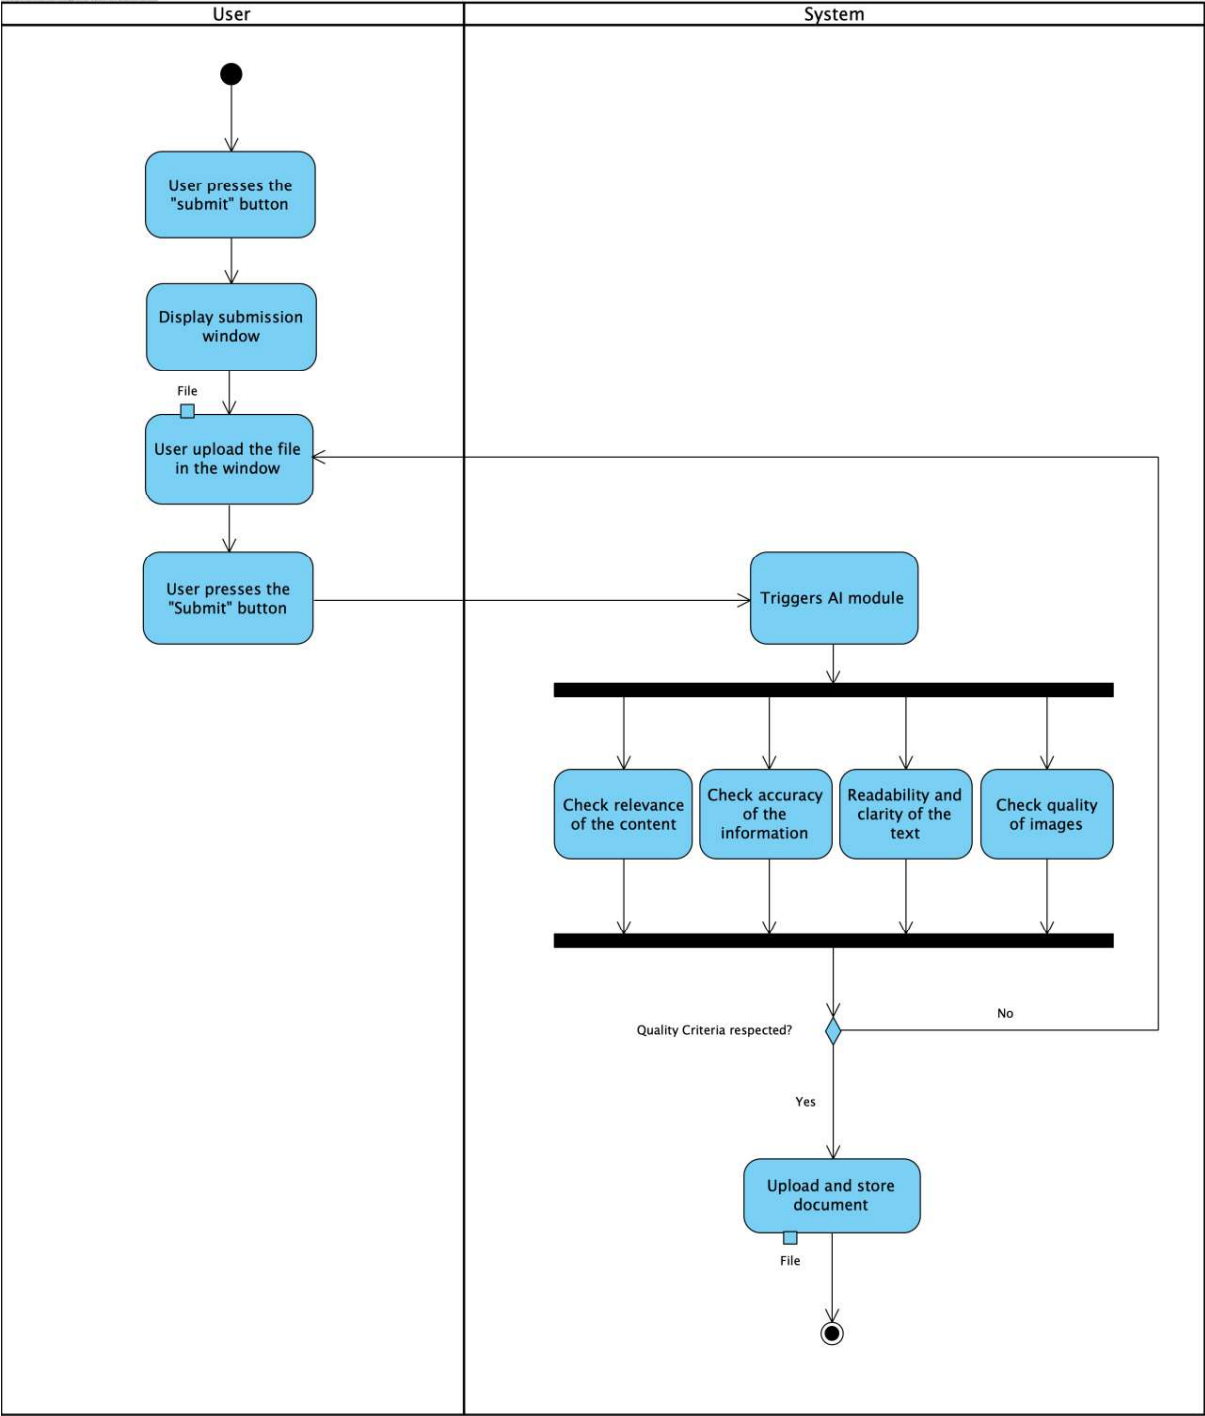 User
System
User presses the
"submit" button
Display submission
window
File
User upload the file
in the window
User presses the
"Submit" button
Triggers AI module
Check relevance
of the content
Check accuracy
of the
information
Readability and
clarity of the
text
Check quality
of images
Quality Criteria respected?
No
Yes
Upload and store
document
File